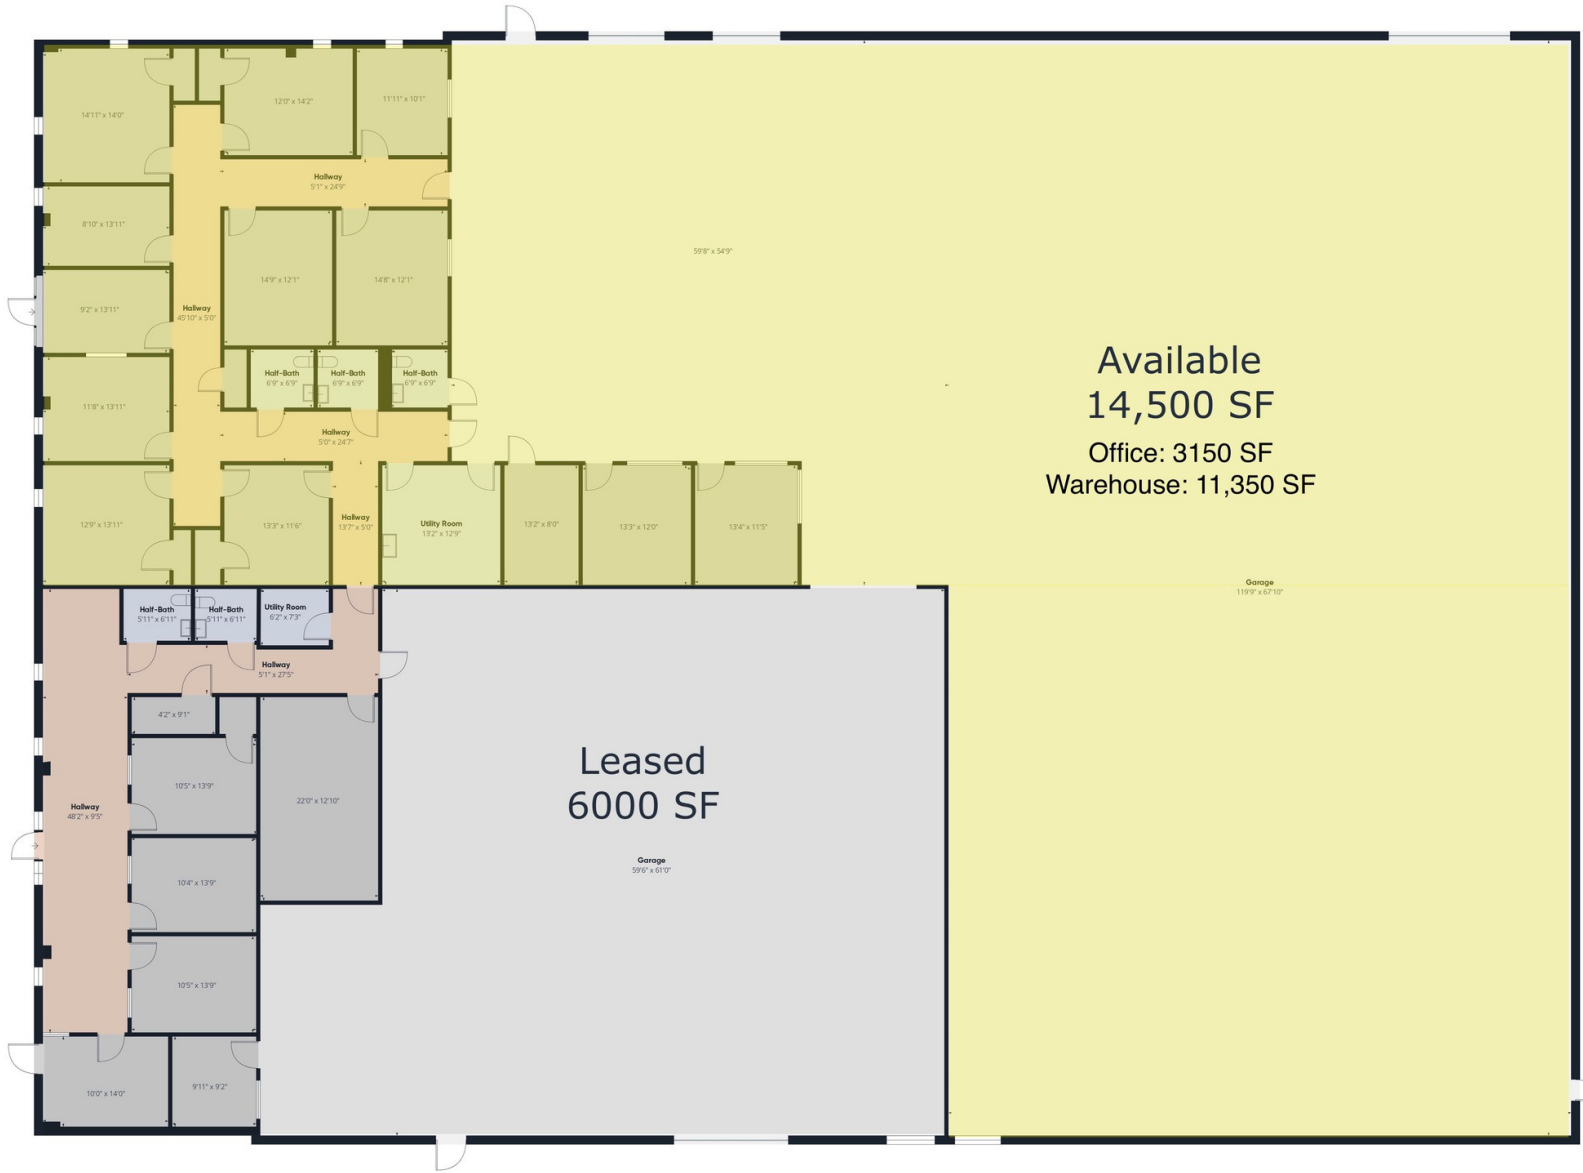 14'11" x 14'0"
12'0" x 14'2"
11'11" x 10'1"
Hallway
5'1" x 24'9"
8'10" x 13'11"
59'8" x 54'9"
14'9" x 12'1"
14'8" x 12'1"
9'2" x 13'11"
Hallway
45'10" x 5'0"
Available
14,500 SF
Office: 3150 SF
Warehouse: 11,350 SF
Half-Bath
6'9" x 6'9"
Half-Bath
6'9" x 6'9"
Half-Bath
6'9" x 6'9"
11'8" x 13'11"
Hallway
5'0" x 24'7"
12'9" x 13'11"
13'3" x 11'6"
Hallway
13'7" x 5'0"
Utility Room
13'2" x 12'9"
13'2" x 8'0"
13'3" x 12'0"
13'4" x 11'5"
Garage
119'9" x 67'10"
Half-Bath
5'11" x 6'11"
Half-Bath
5'11" x 6'11"
Utility Room
6'2" x 7'3"
Hallway
5'1" x 27'5"
4'2" x 9'1"
10'5" x 13'9"
22'0" x 12'10"
Leased
6000 SF
Hallway
48'2" x 9'5"
Garage
59'6" x 61'0"
10'4" x 13'9"
10'5" x 13'9"
10'0" x 14'0"
9'11" x 9'2"